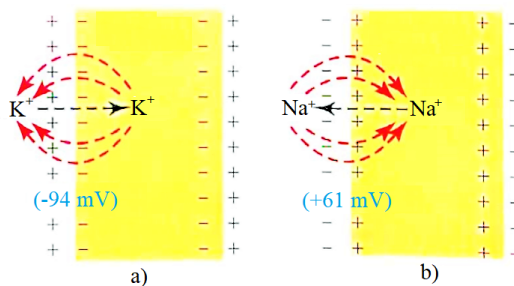 K+ K+
(-94 mV)
a)
Na+ Na+
(+61 mV)
b)